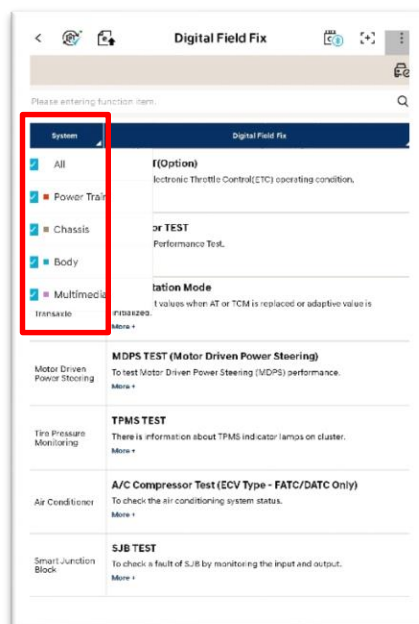 Digital Field Fix
Please entering function item.
System
Digital Field Fix
All
T(Option)
lectronic Throttle Control(ETC) operating condition.
Power Train
Chassis
or TEST
Performance Test.
Body
Multimedia
tation Mode
t values when AT or TCM is replaced or adaptive value is
Transaxle
initialized.
More +
Motor Driven
Power Steering
MDPS TEST (Motor Driven Power Steering)
To test Motor Driven Power Steering (MDPS) performance.
More +
Tire Pressure
Monitoring
TPMS TEST
There is information about TPMS indicator lamps on cluster.
More +
Air Conditioner
A/C Compressor Test (ECV Type - FATC/DATC Only)
To check the air conditioning system status.
More +
Smart Junction
Block
SJB TEST
To check a fault of SJB by monitoring the input and output.
More +